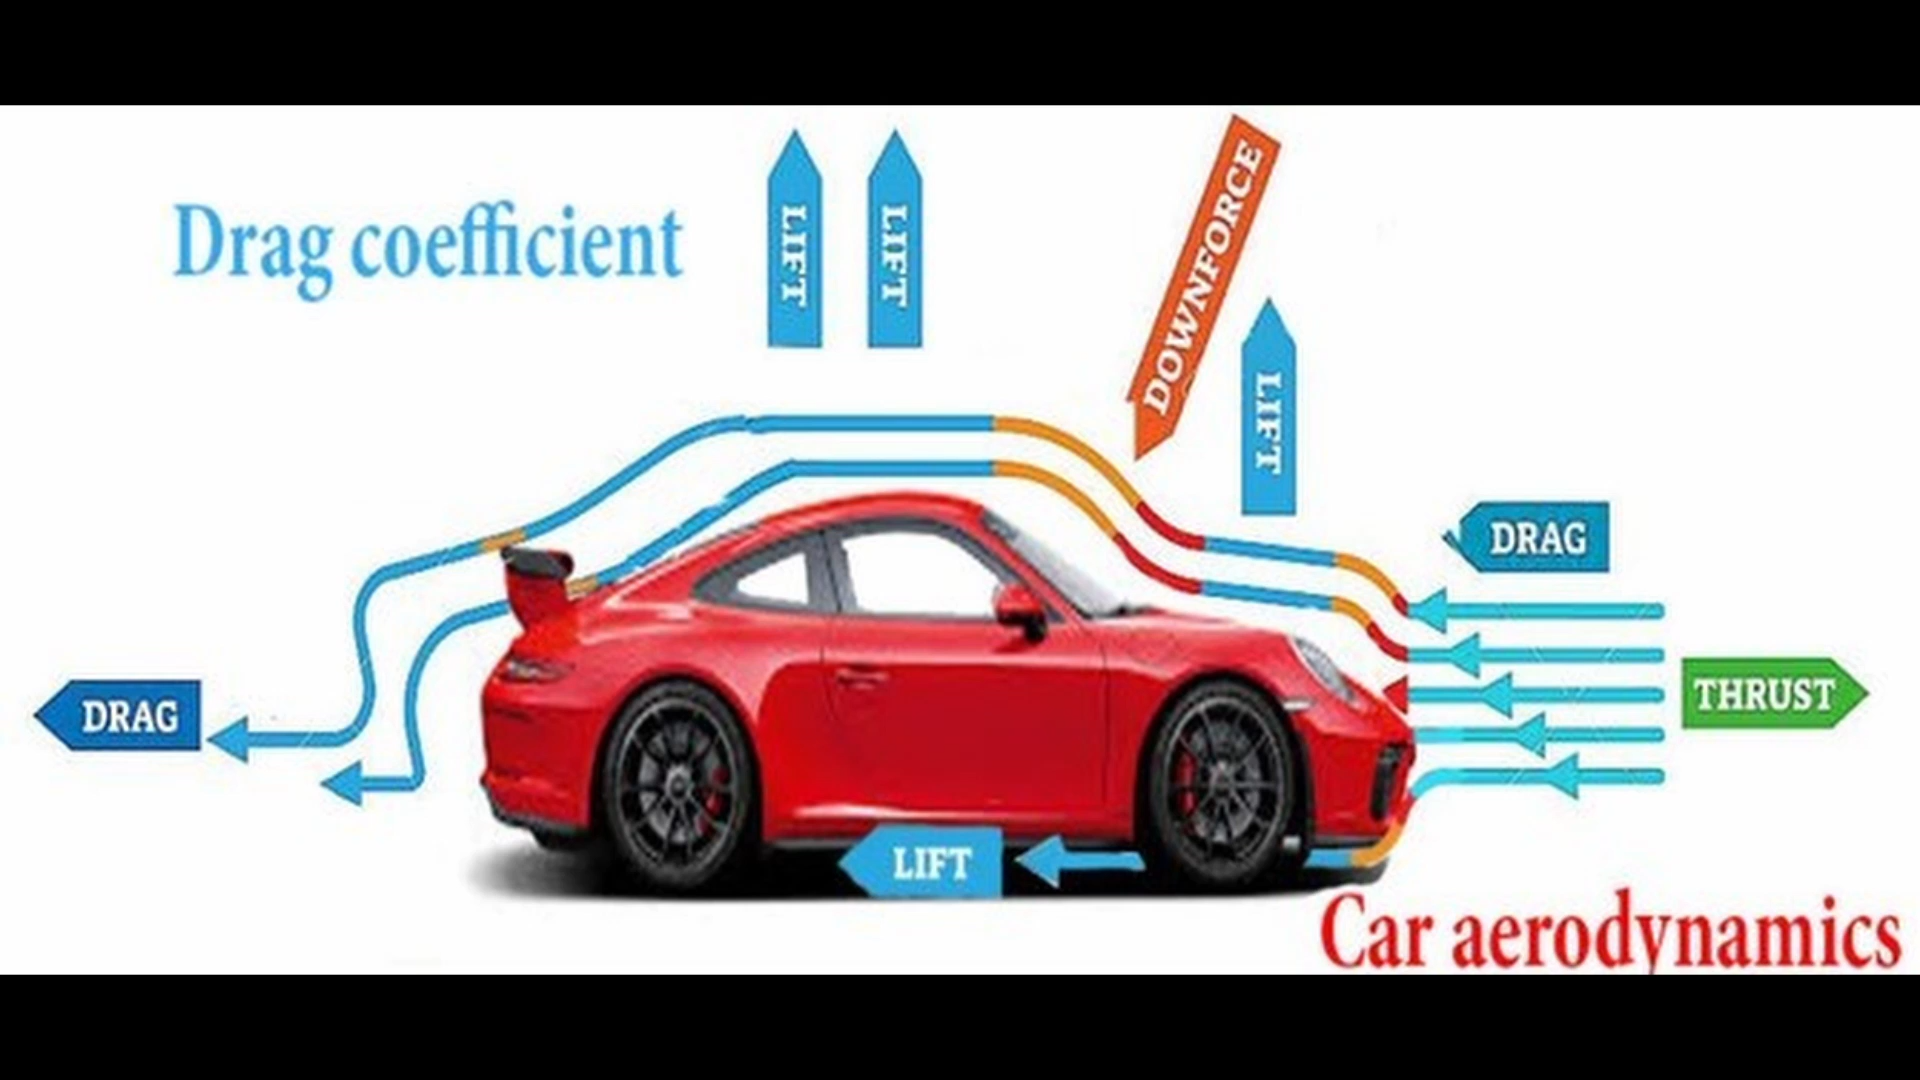 Drag coefficient
LIFT
LIFT
DOWNFORCE
LIFT
DRAG
THRUST
DRAG
LIFT
Car aerodynamics